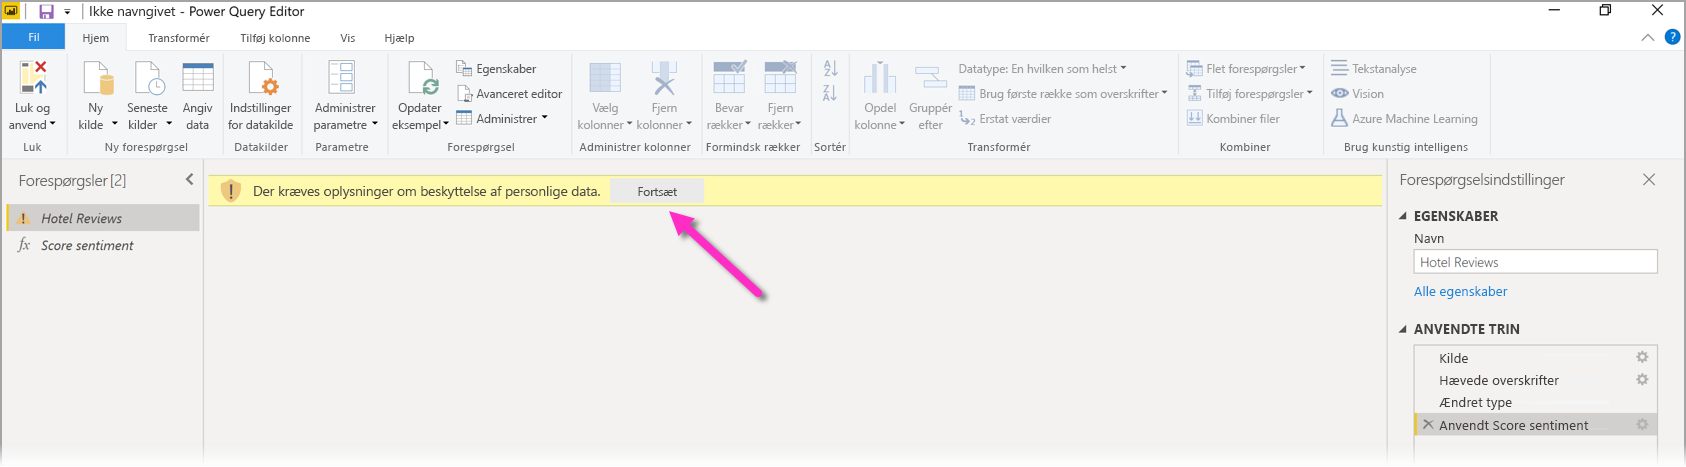 Ikke navngivet - Power Query Editor
Fil
Hjem
Transformér
Tilføj kolonne
Vis
Hjælp
?
Luk og
anvend
Luk
Ny
kilde
Seneste
kilder
Angiv
data
Ny forespørgsel
Indstillinger
for datakilde
Datakilder
Administrer
parametre
Parametre
Opdater
eksempel
Egenskaber
Avanceret editor
Administrer
Forespørgsel
Vælg
kolonner
Fjern
kolonner
Administrer kolonner
Bevar
rækker
Fjern
rækker
Formindsk rækker
Sortér
Opdel
kolonne
Gruppér
efter
Datatype: En hvilken som helst
Brug første række som overskrifter
Erstat værdier
Transformér
Flet forespørgsler
Tilføj forespørgsler
Kombiner filer
Kombiner
Tekstanalyse
Vision
Azure Machine Learning
Brug kunstig intelligens
Forespørgsler [2]
Hotel Reviews
fx Score sentiment
Der kræves oplysninger om beskyttelse af personlige data.
Fortsæt
Forespørgselsindstillinger
EGENSKABER
Navn
Hotel Reviews
Alle egenskaber
ANVENDTE TRIN
Kilde
Hævede overskrifter
Ændret type
Anvendt Score sentiment